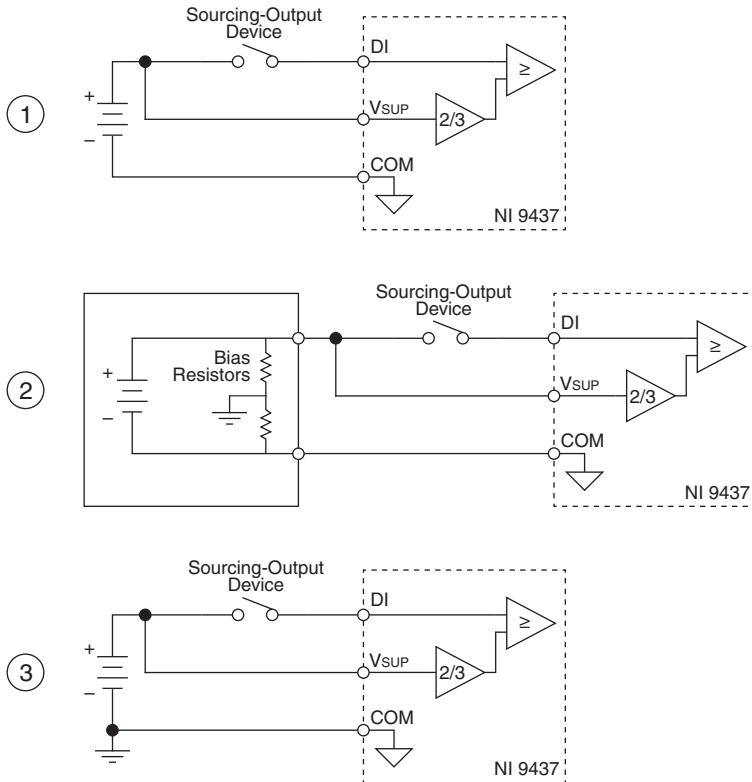 Sourcing-Output
Device
DI
≥
1
+
VSUP
2/3
–
COM
NI 9437
Sourcing-Output
Device
DI
Bias
Resistors
≥
2
+
VSUP
2/3
–
COM
NI 9437
Sourcing-Output
Device
DI
≥
3
+
VSUP
2/3
–
COM
NI 9437